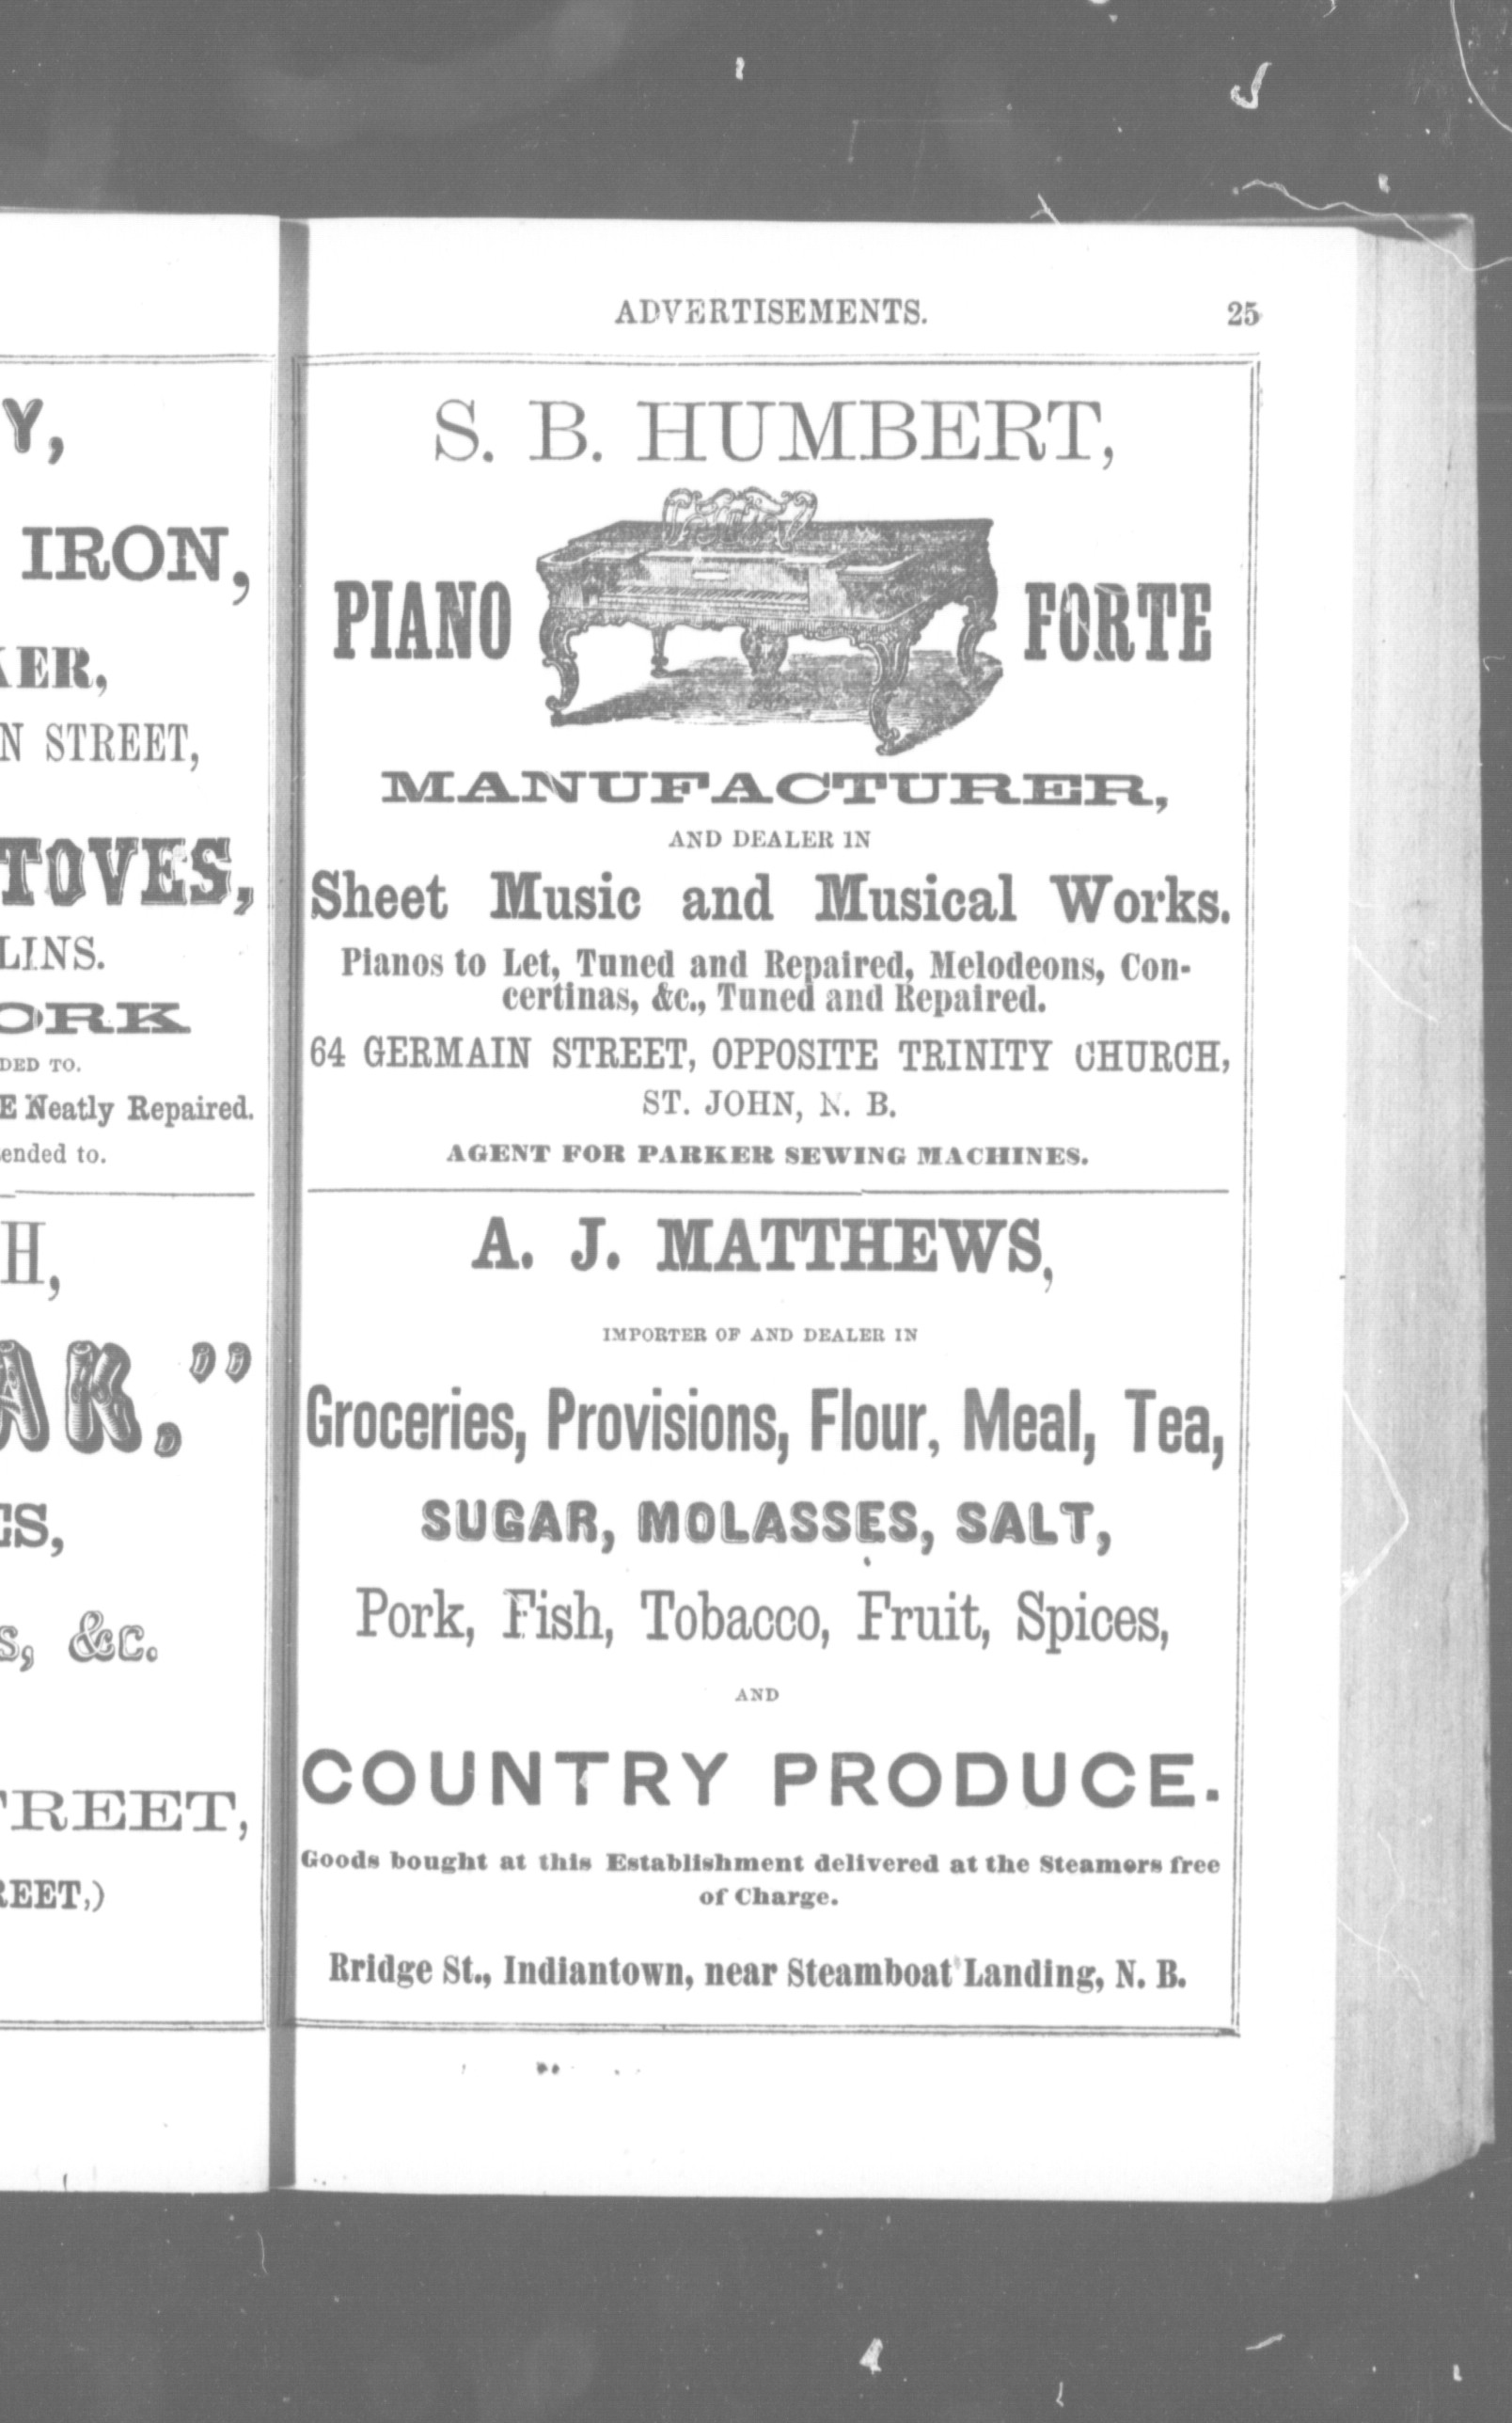 Y,
IRON,
KER,
N STREET,
TOVES,
LINS.
ORK
DED TO.
E Neatly Repaired.
ended to.
H,
AK."
ES,
s, &c.
TREET,
REET,)
ADVERTISEMENTS. 25
S. B. HUMBERT,
PIANO FORTE
MANUFACTURER,
AND DEALER IN
Sheet Music and Musical Works.
Pianos to Let, Tuned and Repaired, Melodeons, Con-
certinas, &c., Tuned and Repaired.
64 GERMAIN STREET, OPPOSITE TRINITY CHURCH,
ST. JOHN, N. B.
AGENT FOR PARKER SEWING MACHINES.
A. J. MATTHEWS,
IMPORTER OF AND DEALER IN
Groceries, Provisions, Flour, Meal, Tea,
SUGAR, MOLASSES, SALT,
Pork, Fish, Tobacco, Fruit, Spices,
AND
COUNTRY PRODUCE.
Goods bought at this Establishment delivered at the Steamers free
of Charge.
Bridge St., Indiantown, near Steamboat Landing, N. B.